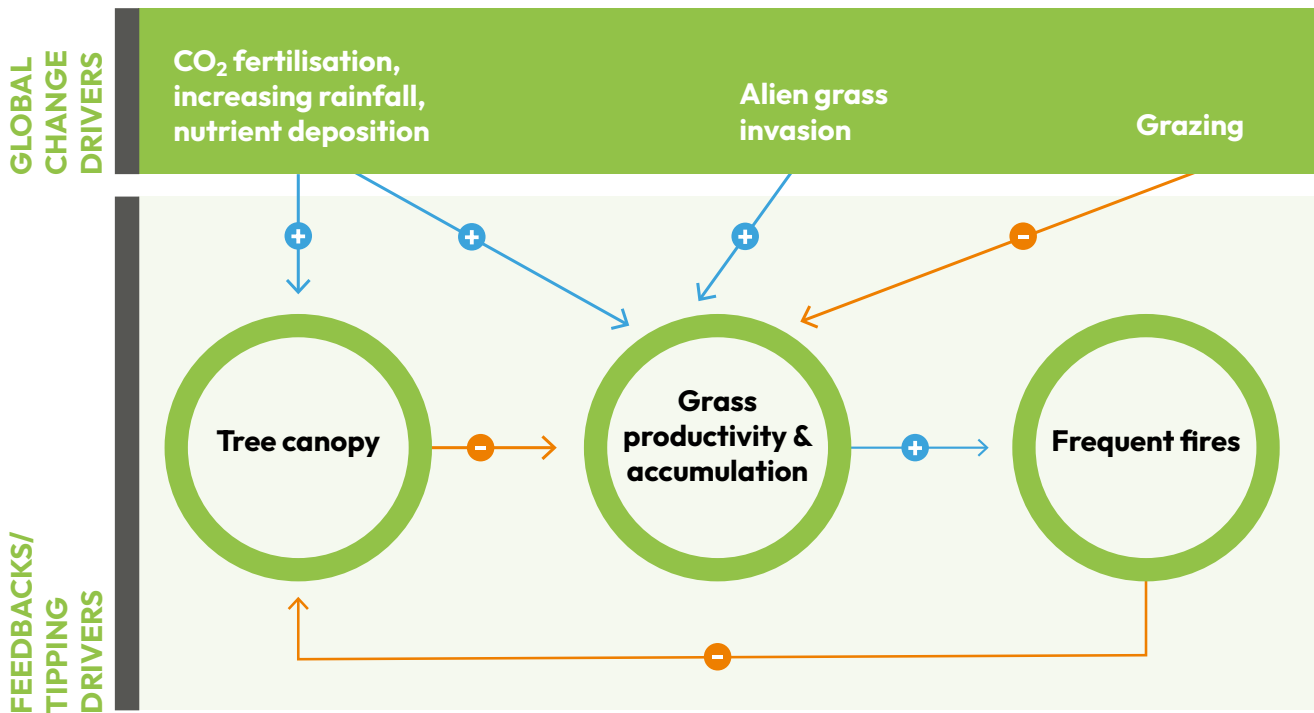 GLOBAL
CHANGE
DRIVERS
CO₂ fertilisation,
increasing rainfall,
nutrient deposition
Alien grass
invasion
Grazing
+
+
+
-
FEEDBACKS/
TIPPING
DRIVERS
Tree canopy
-
Grass
productivity &
accumulation
+
Frequent fires
-